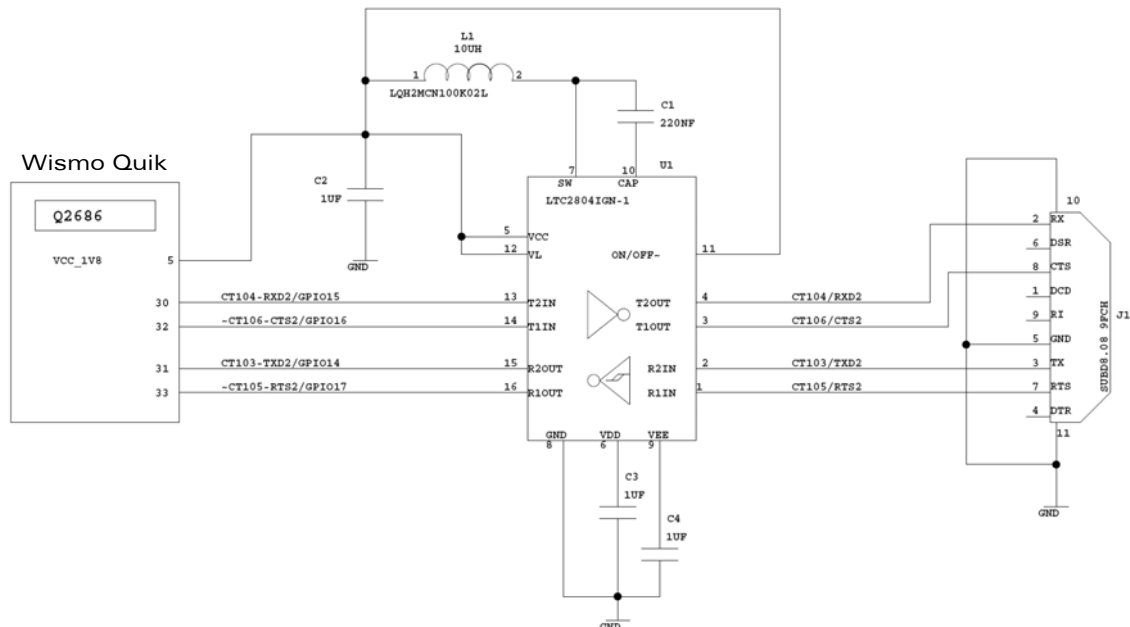 L1
10UH
1
2
LQH2MCN100K02L
C1
220NF
Wismo Quik
C2
1UF
7
10
U1
SW
CAP
10
Q2686
LTC2804IGN-1
2
RX
5
VCC
6
DSR
VCC_1V8
5
12
VL
ON/OFF~
11
GND
8
CTS
30
CT104-RXD2/GPIO15
13
T2IN
T2OUT
4
CT104/RXD2
1
DCD
32
~CT106-CTS2/GPIO16
14
T1IN
T1OUT
3
CT106/CTS2
9
RI
J1
5
GND
SUBD8.08 9FCH
31
CT103-TXD2/GPIO14
15
R2OUT
R2IN
2
CT103/TXD2
3
TX
33
~CT105-RTS2/GPIO17
16
R1OUT
R1IN
1
CT105/RTS2
7
RTS
4
DTR
GND
VDD
VEE
11
8
6
9
C3
1UF
C4
1UF
GND
GND